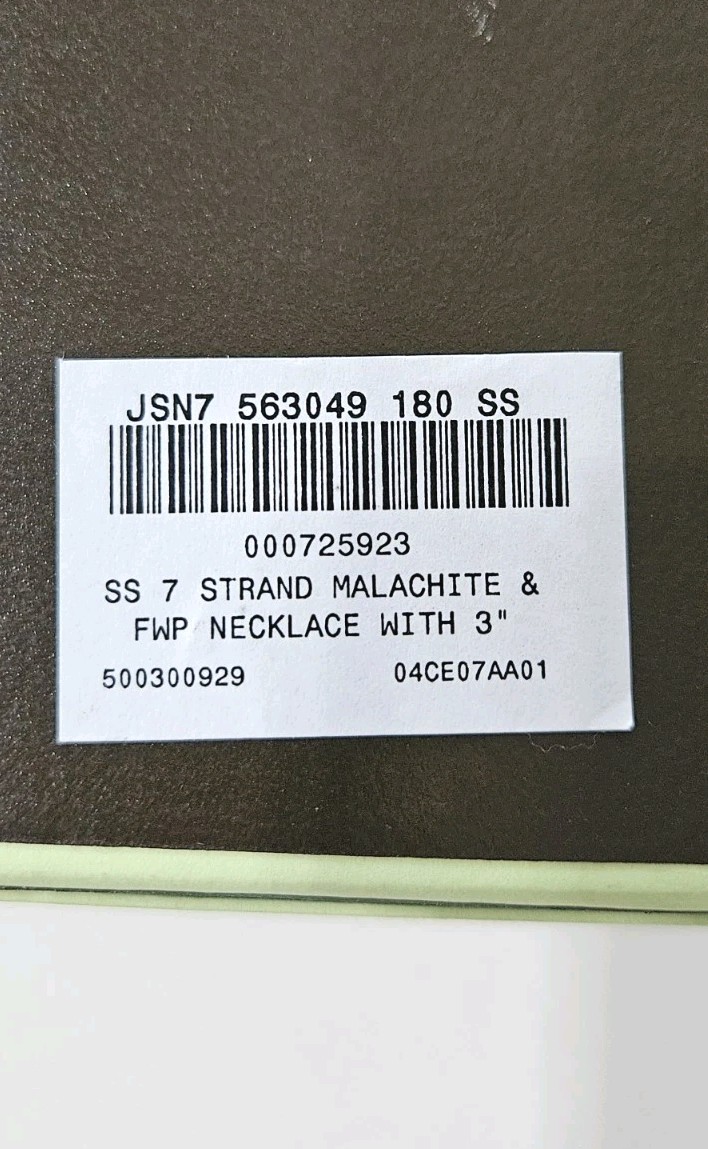 JSN7 563049 180 SS
000725923
SS 7 STRAND MALACHITE &
FWP NECKLACE WITH 3"
500300929 04CE07AA01